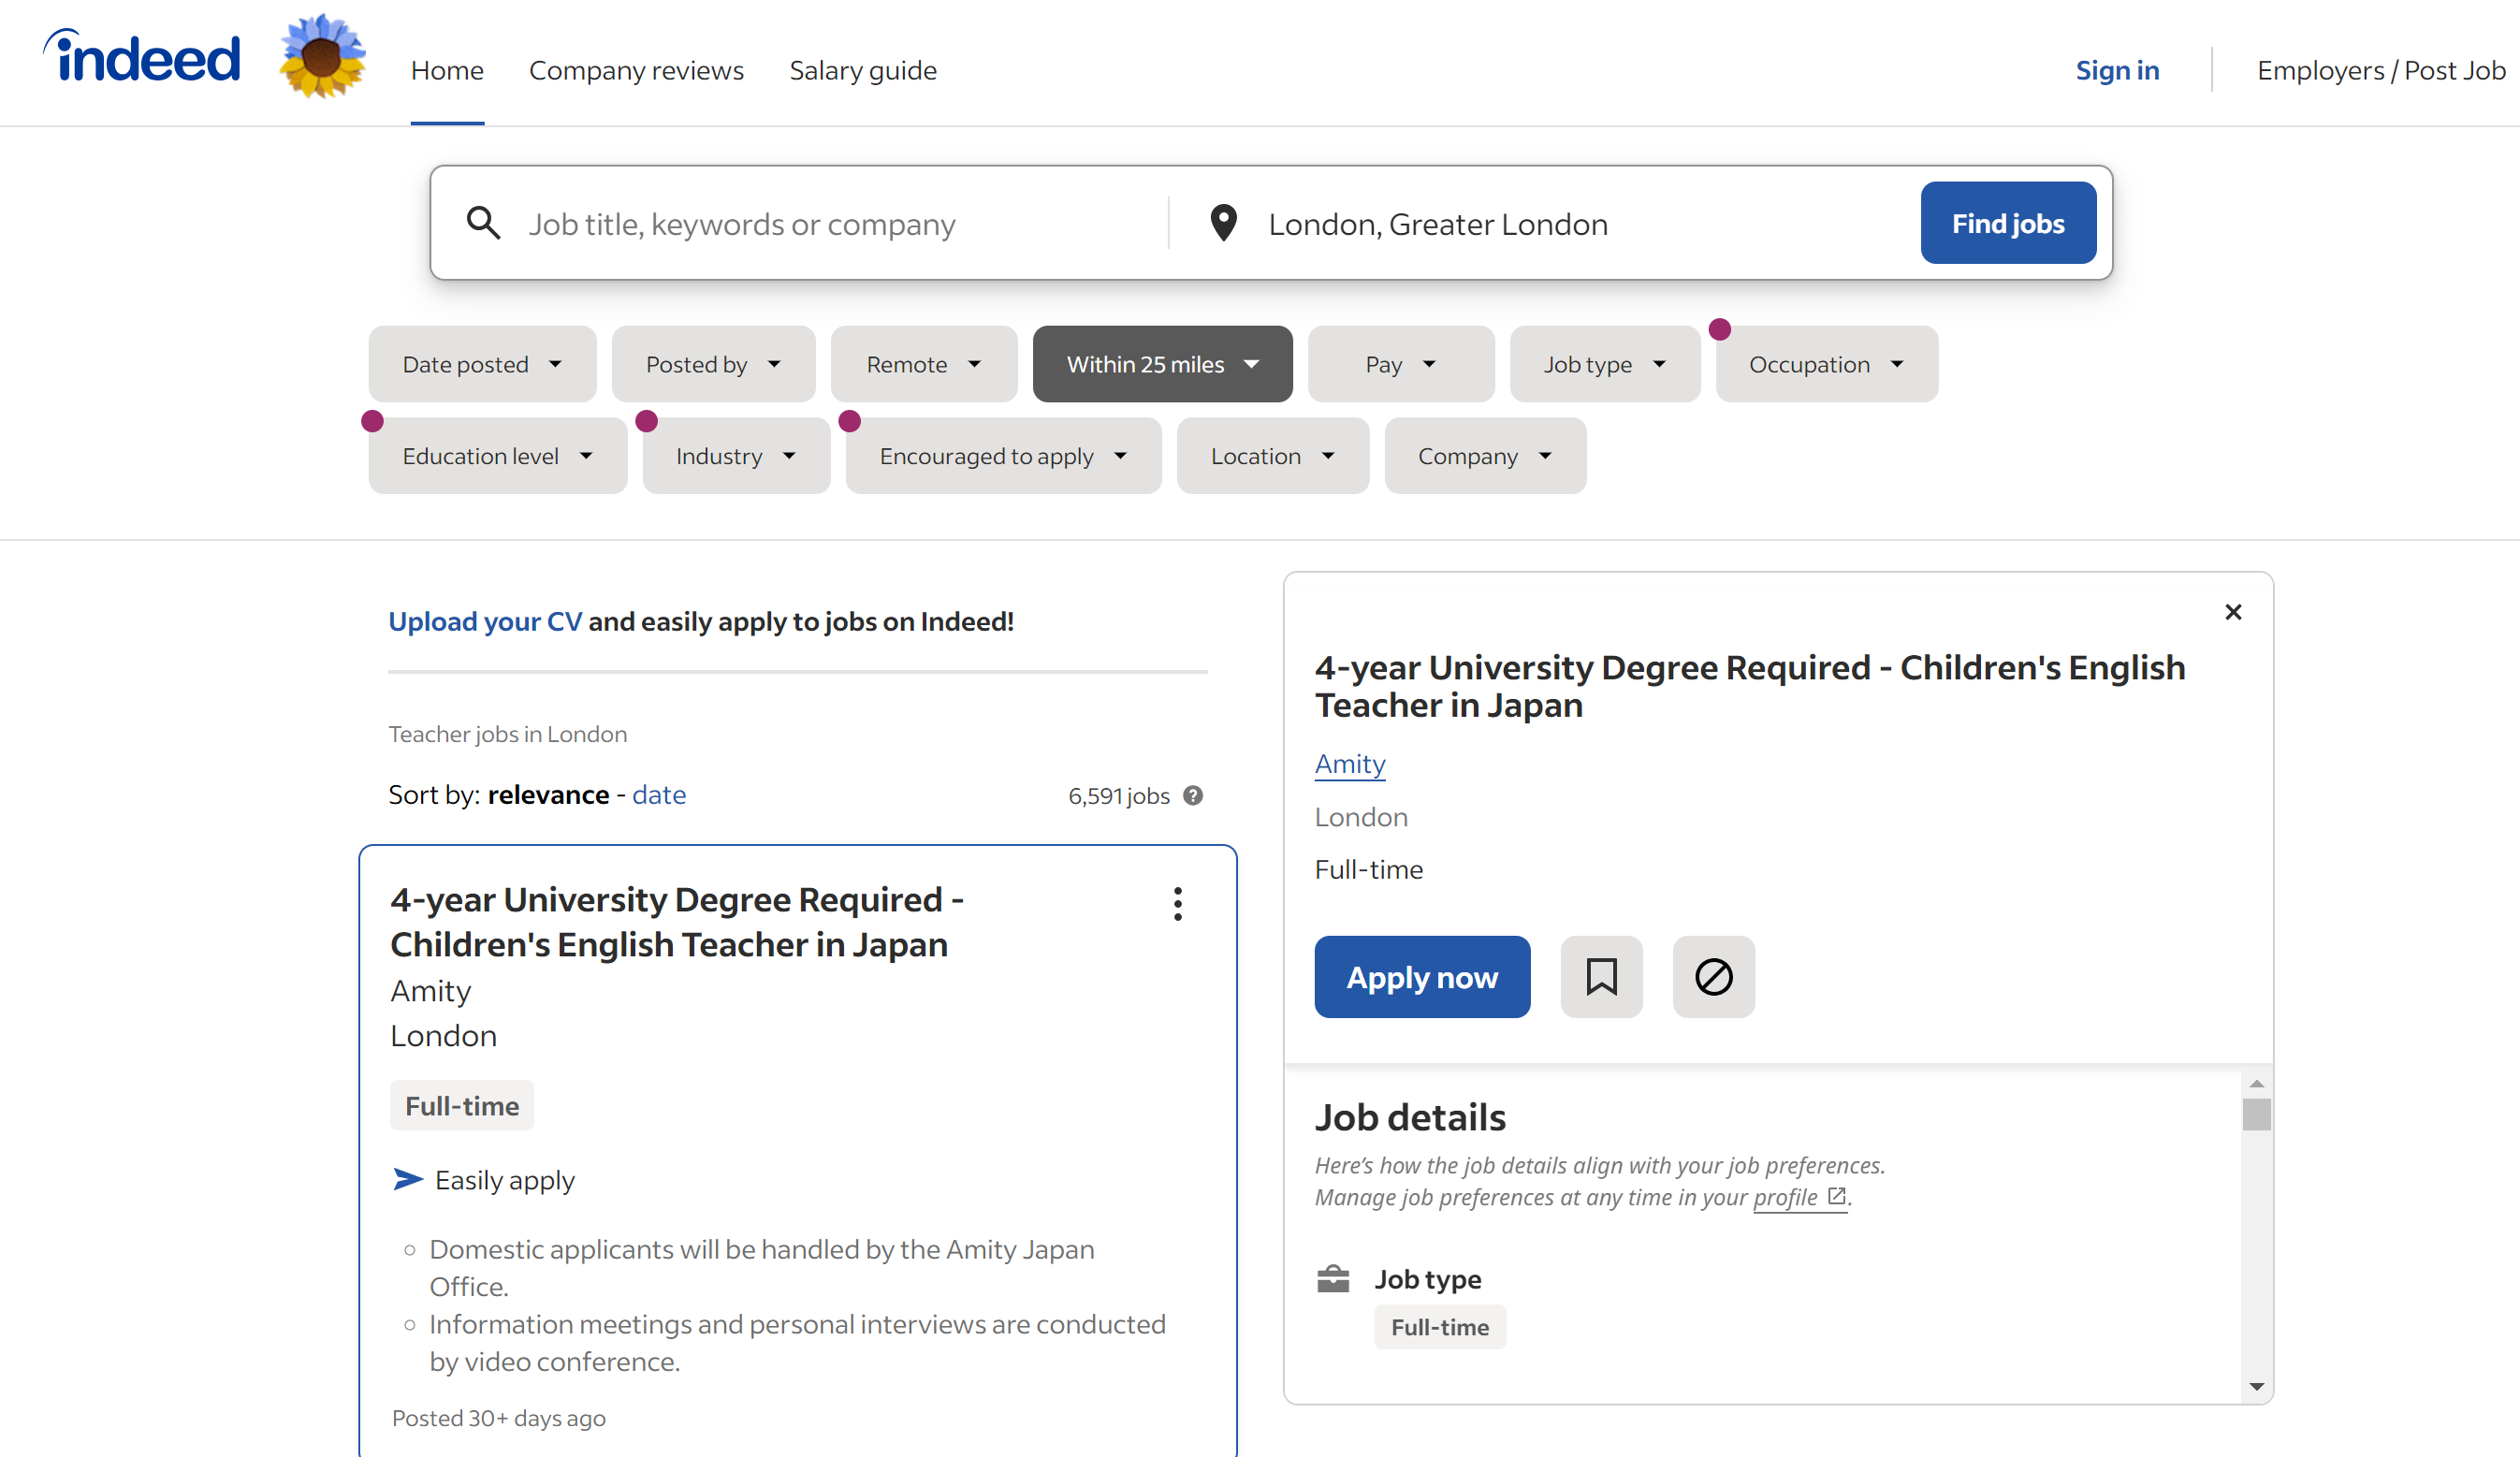 indeed
Home
Company reviews
Salary guide
Sign in
Employers / Post Job
Job title, keywords or company
London, Greater London
Find jobs
Date posted
Posted by
Remote
Within 25 miles
Pay
Job type
Occupation
Education level
Industry
Encouraged to apply
Location
Company
Upload your CV and easily apply to jobs on Indeed!
Teacher jobs in London
Sort by: relevance - date
6,591 jobs
4-year University Degree Required -
Children's English Teacher in Japan
Amity
London
Full-time
Easily apply
Domestic applicants will be handled by the Amity Japan
Office.
Information meetings and personal interviews are conducted
by video conference.
Posted 30+ days ago
4-year University Degree Required - Children's English
Teacher in Japan
Amity
London
Full-time
Apply now
Job details
Here’s how the job details align with your job preferences.
Manage job preferences at any time in your profile .
Job type
Full-time